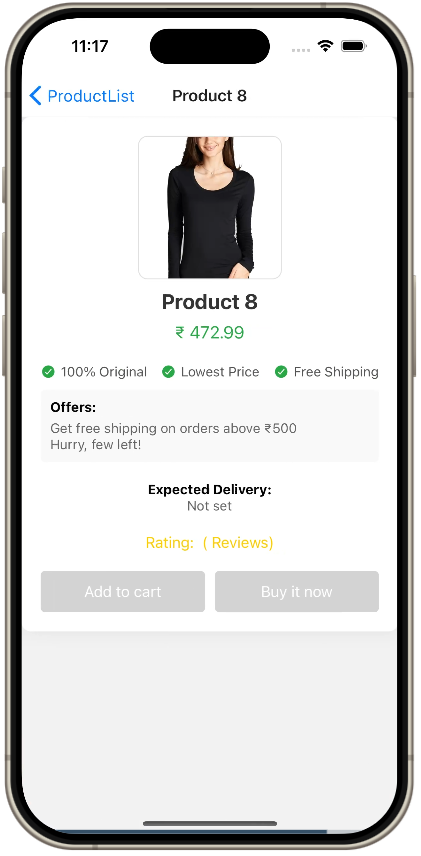 11:17
ProductList Product 8
Product 8
₹ 472.99
100% Original Lowest Price Free Shipping
Offers:
Get free shipping on orders above ₹500
Hurry, few left!
Expected Delivery:
Not set
Rating:  ( Reviews)
Add to cart Buy it now